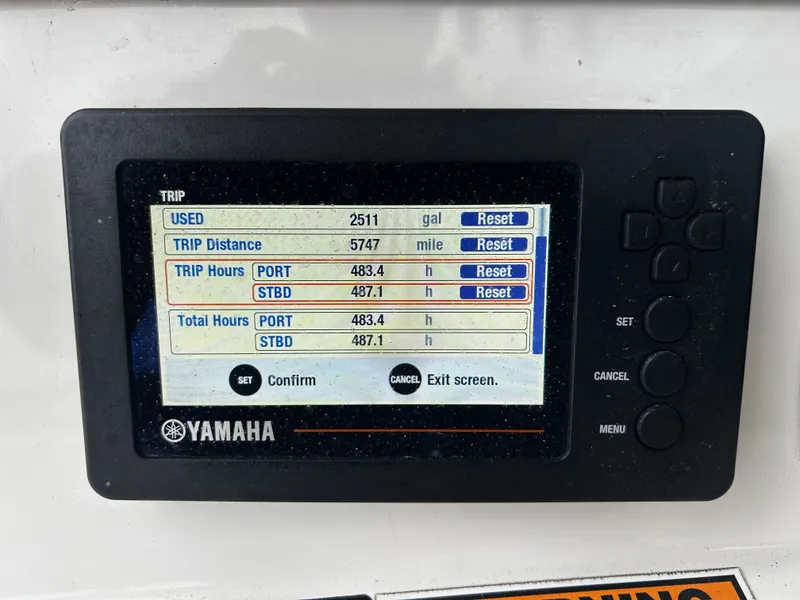 TRIP
USED 2511 gal Reset
TRIP Distance 5747 mile Reset
TRIP Hours PORT 483.4 h Reset
STBD 487.1 h Reset
Total Hours PORT 483.4 h
STBD 487.1 h
SET Confirm CANCEL Exit screen.
YAMAHA
SET
CANCEL
MENU